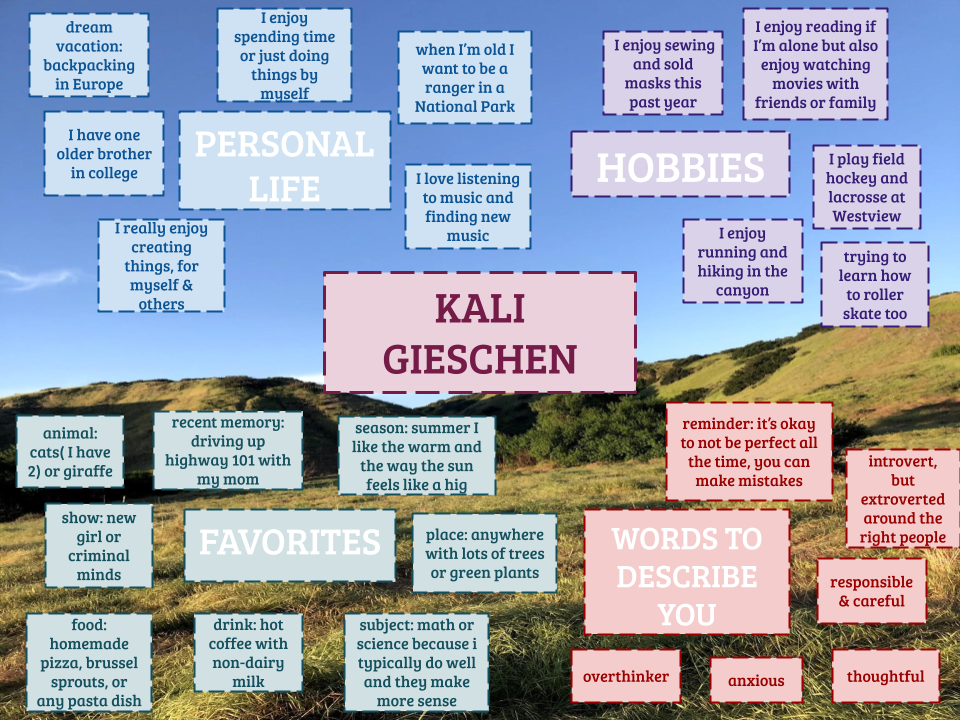 dream
vacation:
backpacking
in Europe
I enjoy
spending time
or just doing
things by
myself
when I'm old I
want to be a
ranger in a
National Park
I have one
older brother
in college
PERSONAL
LIFE
I love listening
to music and
finding new
music
I really enjoy
creating
things, for
myself &
others
I enjoy sewing
and sold
masks this
past year
I enjoy reading if
I'm alone but also
enjoy watching
movies with
friends or family
HOBBIES
I play field
hockey and
lacrosse at
Westview
I enjoy
running and
hiking in the
canyon
trying to
learn how
to roller
skate too
KALI
GIESCHEN
animal:
cats( I have
2) or giraffe
recent memory:
driving up
highway 101 with
my mom
season: summer I
like the warm and
the way the sun
feels like a hig
show: new
girl or
criminal
minds
FAVORITES
place: anywhere
with lots of trees
or green plants
food:
homemade
pizza, brussel
sprouts, or
any pasta dish
drink: hot
coffee with
non-dairy
milk
subject: math or
science because i
typically do well
and they make
more sense
reminder: it's okay
to not be perfect all
the time, you can
make mistakes
introvert,
but
extroverted
around the
right people
WORDS TO
DESCRIBE
YOU
responsible
& careful
overthinker
anxious
thoughtful